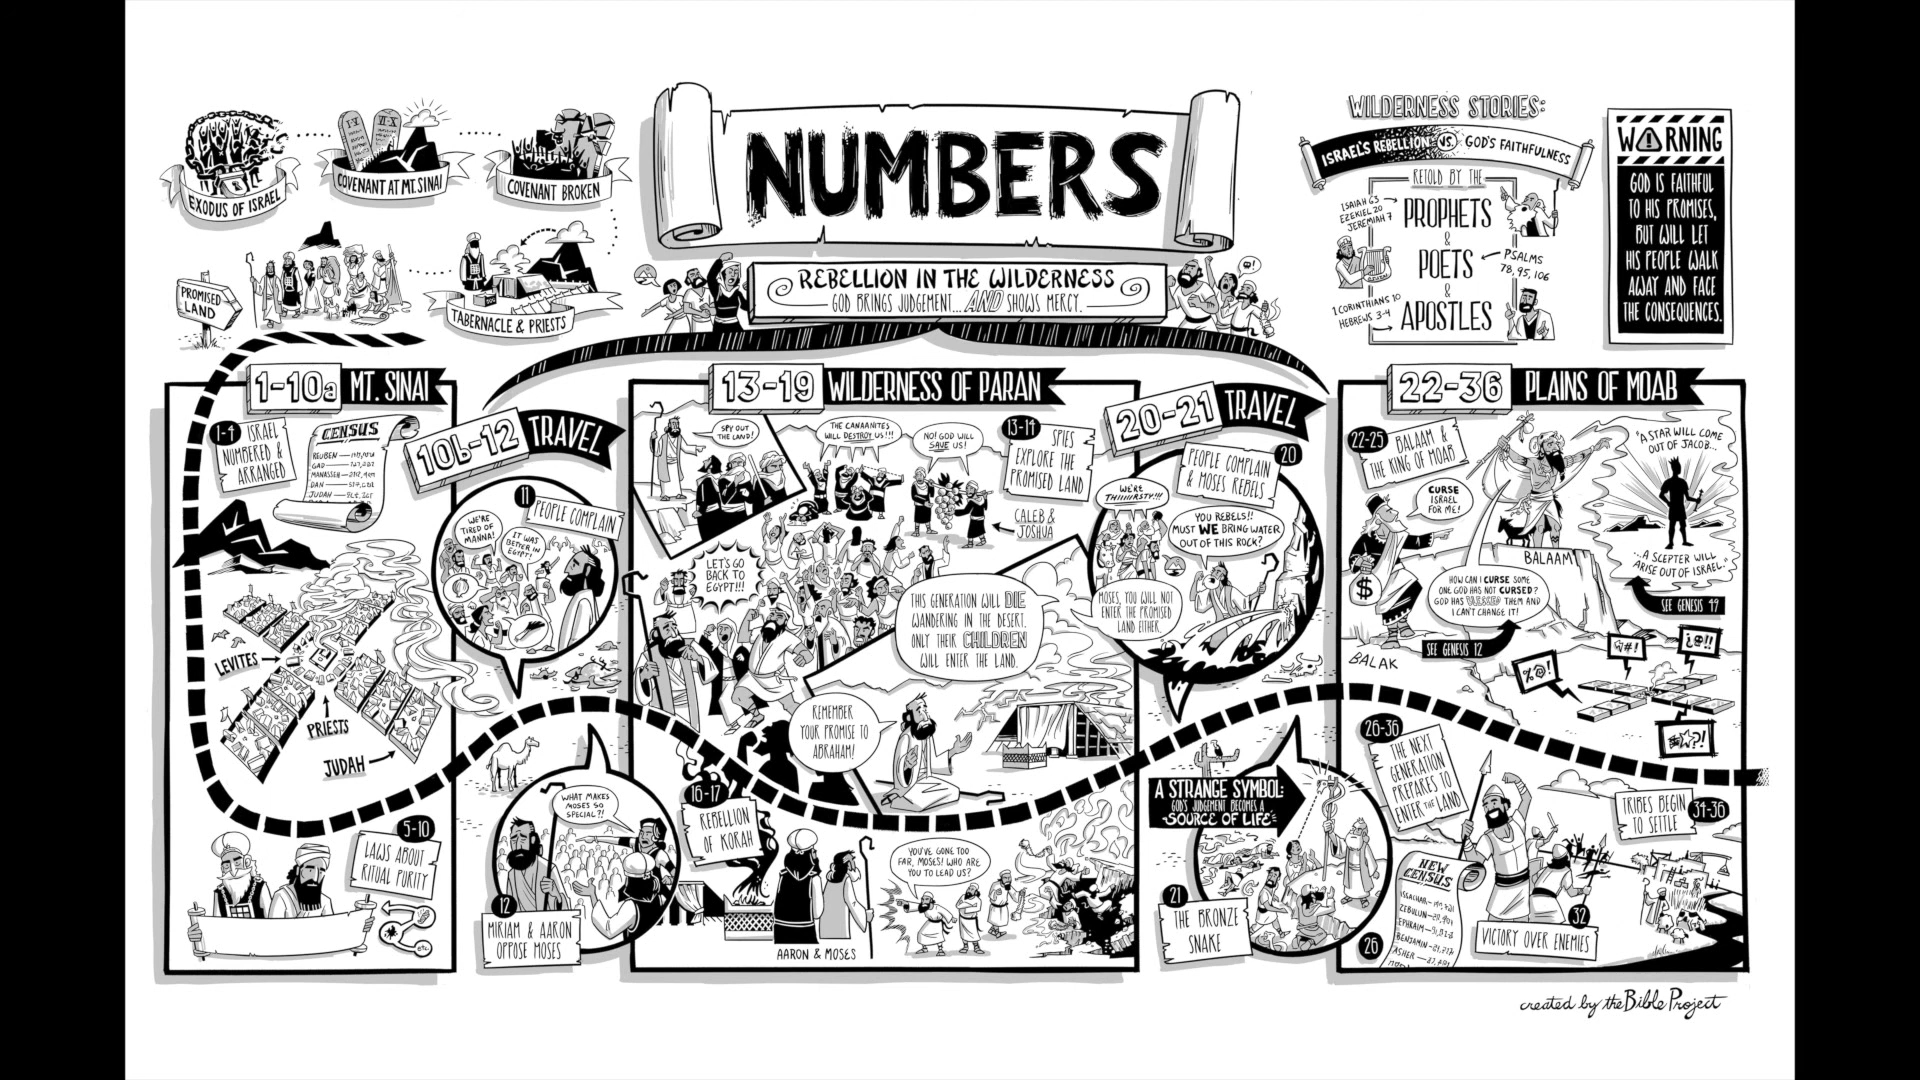 EXODUS OF ISRAEL
I-V
VI-X
COVENANT AT MT. SINAI
COVENANT BROKEN
PROMISED
LAND
TABERNACLE & PRIESTS
NUMBERS
REBELLION IN THE WILDERNESS
GOD BRINGS JUDGEMENT... AND SHOWS MERCY.
WILDERNESS STORIES:
ISRAEL'S REBELLION VS. GOD'S FAITHFULNESS
RETOLD BY THE
ISAIAH 63
EZEKIEL 20
JEREMIAH 7
PROPHETS
&
POETS
PSALMS
78, 95, 106
&
1 CORINTHIANS 10
HEBREWS 3-4
APOSTLES
WARNING
GOD IS FAITHFUL
TO HIS PROMISES,
BUT WILL LET
HIS PEOPLE WALK
AWAY AND FACE
THE CONSEQUENCES.
1-10a MT. SINAI
1-4 ISRAEL
NUMBERED &
ARRANGED
CENSUS
REUBEN
GAD
MANASSEH
DAN
JUDAH
LEVITES
PRIESTS
JUDAH
5-10
LAWS ABOUT
RITUAL PURITY
ETC.
10b-12 TRAVEL
11 PEOPLE COMPLAIN
WE'RE
TIRED OF
MANNA!
IT WAS
BETTER IN
EGYPT!
WHAT MAKES
MOSES SO
SPECIAL?!
12
MIRIAM & AARON
OPPOSE MOSES
13-19 WILDERNESS OF PARAN
SPY OUT
THE LAND!
THE CANAANITES
WILL DESTROY US!!!
NO! GOD WILL
SAVE US!
13-14 SPIES
EXPLORE THE
PROMISED LAND
CALEB &
JOSHUA
LET'S GO
BACK TO
EGYPT!!!
THIS GENERATION WILL DIE
WANDERING IN THE DESERT.
ONLY THEIR CHILDREN
WILL ENTER THE LAND.
REMEMBER
YOUR PROMISE TO
ABRAHAM!
16-17
REBELLION
OF KORAH
AARON & MOSES
YOU'VE GONE TOO
FAR, MOSES! WHO ARE
YOU TO LEAD US?
20-21 TRAVEL
20
PEOPLE COMPLAIN
& MOSES REBELS
WE'RE
THIIIIIRSTY!!!
YOU REBELS!!
MUST WE BRING WATER
OUT OF THIS ROCK?
MOSES, YOU WILL NOT
ENTER THE PROMISED
LAND EITHER.
A STRANGE SYMBOL:
GOD'S JUDGEMENT BECOMES A
SOURCE OF LIFE
21
THE BRONZE
SNAKE
22-36 PLAINS OF MOAB
22-25 BALAAM &
THE KING OF MOAB
CURSE
ISRAEL
FOR ME!
$
BALAK
BALAAM
HOW CAN I CURSE SOME
ONE GOD HAS NOT CURSED?
GOD HAS BLESSED THEM AND
I CAN'T CHANGE IT!
SEE GENESIS 12
"A STAR WILL COME
OUT OF JACOB...
...A SCEPTER WILL
ARISE OUT OF ISRAEL."
SEE GENESIS 49
26-36
THE NEXT
GENERATION
PREPARES TO
ENTER THE LAND
NEW
CENSUS
ISSACHAR
ZEBULUN
EPHRAIM
BENJAMIN
ASHER
26
32
VICTORY OVER ENEMIES
TRIBES BEGIN
TO SETTLE
34-36
created by the Bible Project